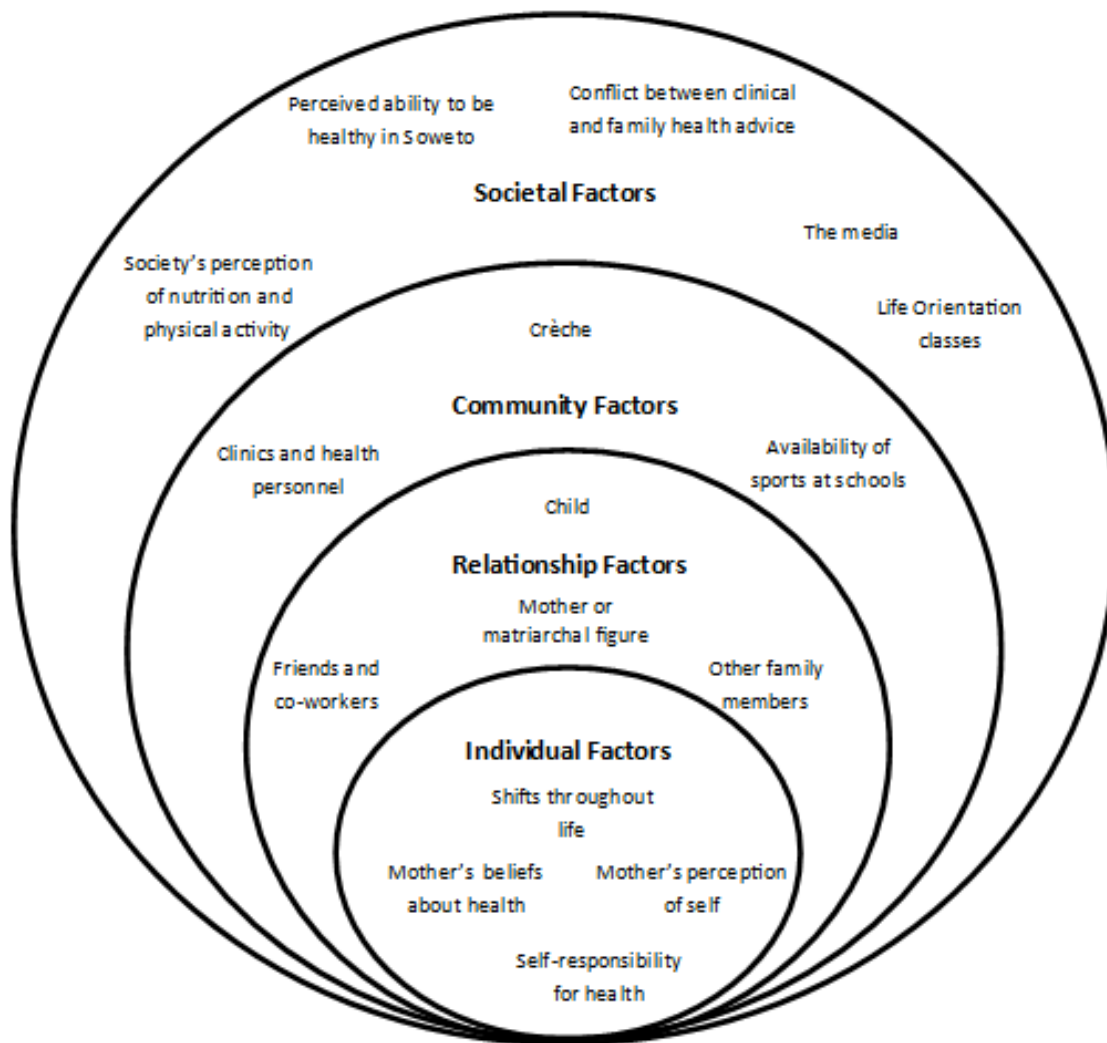 Perceived ability to be
healthy in Soweto
Conflict between clinical
and family health advice
Societal Factors
The media
Society's perception
of nutrition and
physical activity
Life Orientation
classes
Crèche
Community Factors
Clinics and health
personnel
Availability of
sports at schools
Child
Relationship Factors
Mother or
matriarchal figure
Friends and
co-workers
Other family
members
Individual Factors
Shifts throughout
life
Mother's beliefs
about health
Mother's perception
of self
Self-responsibility
for health